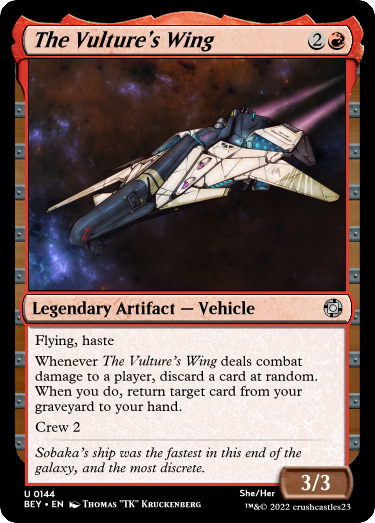 The Vulture's Wing 2
Legendary Artifact — Vehicle
Flying, haste
Whenever The Vulture's Wing deals combat
damage to a player, discard a card at random.
When you do, return target card from your
graveyard to your hand.
Crew 2
Sobaka's ship was the fastest in this end of the
galaxy, and the most discrete.
3/3
U 0144 She/Her
BEY • EN Thomas "TK" Kruckenberg ™&© 2022 crushcastles23